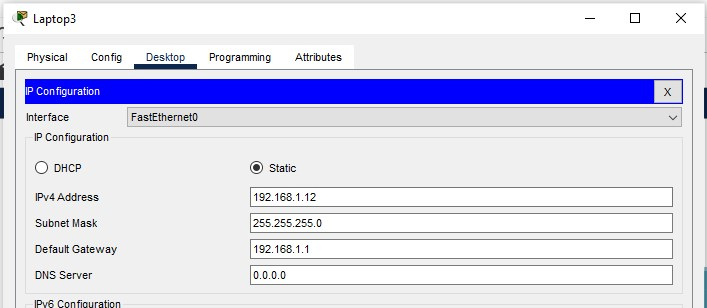 Laptop3
Physical Config Desktop Programming Attributes
IP Configuration X
Interface FastEthernet0
IP Configuration
DHCP Static
IPv4 Address 192.168.1.12
Subnet Mask 255.255.255.0
Default Gateway 192.168.1.1
DNS Server 0.0.0.0
IPv6 Configuration